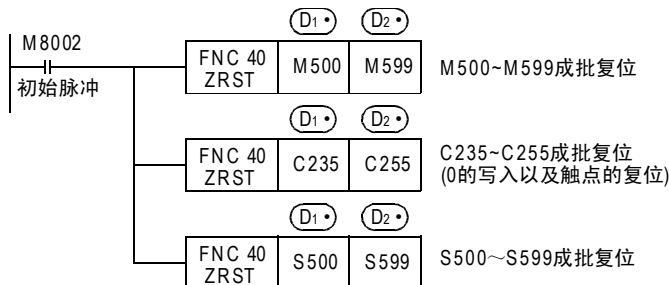 D1• D2•
M8002
初始脉冲
FNC 40
ZRST
M500 M599
M500~M599成批复位
D1• D2•
FNC 40
ZRST
C235 C255
C235~C255成批复位
(0的写入以及触点的复位)
D1• D2•
FNC 40
ZRST
S500 S599
S500～S599成批复位